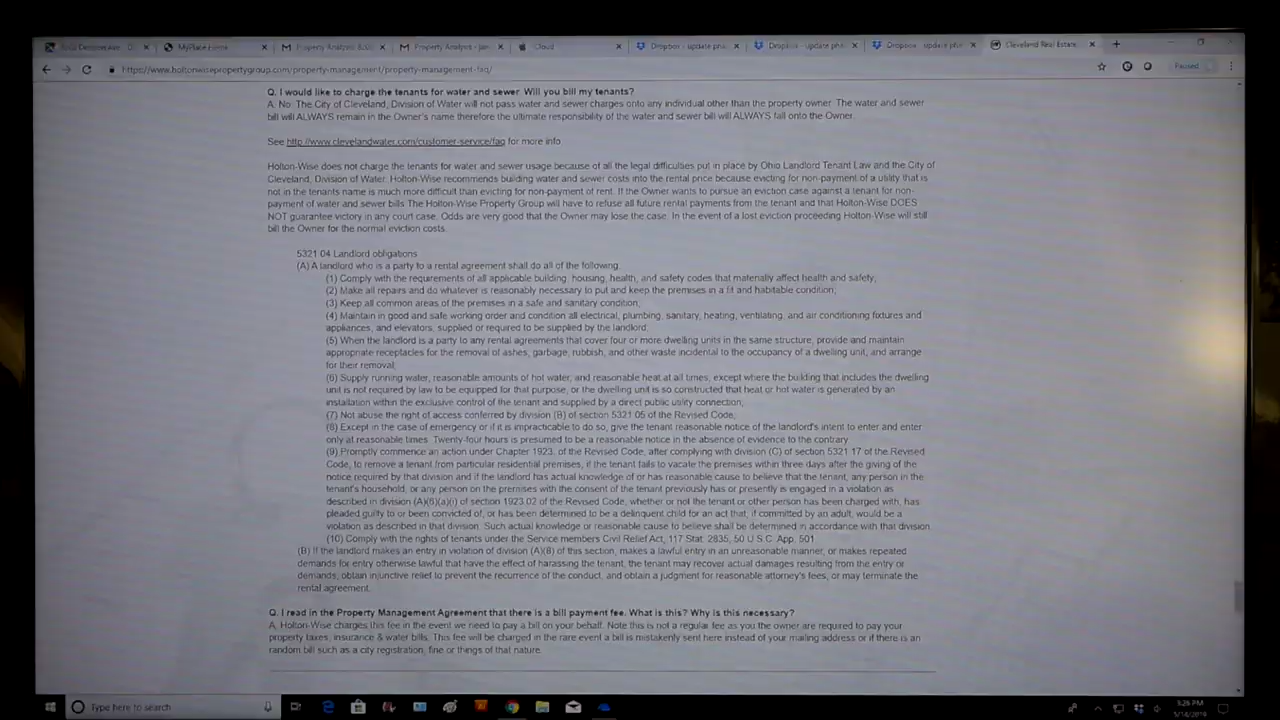 MyPlace Home
Property Analysis
Property Analysis - Jam
iCloud
Dropbox - update pho
Dropbox - update pho
Dropbox - update pho
Cleveland Real Estate
https://www.holtonwisepropertygroup.com/property-management/property-management-faq/
Paused
Q. I would like to charge the tenants for water and sewer. Will you bill my tenants?
A. No. The City of Cleveland, Division of Water will not pass water and sewer charges onto any individual other than the property owner. The water and sewer
bill will ALWAYS remain in the Owner's name therefore the ultimate responsibility of the water and sewer bill will ALWAYS fall onto the Owner.
See http://www.clevelandwater.com/customer-service/faq for more info.
Holton-Wise does not charge the tenants for water and sewer usage because of all the legal difficulties put in place by Ohio Landlord Tenant Law and the City of
Cleveland, Division of Water. Holton-Wise recommends building water and sewer costs into the rental price because evicting for non-payment of a utility that is
not in the tenants name is much more difficult than evicting for non-payment of rent. If the Owner wants to pursue an eviction case against a tenant for non-
payment of water and sewer bills The Holton-Wise Property Group will have to refuse all future rental payments from the tenant and that Holton-Wise DOES
NOT guarantee victory in any court case. Odds are very good that the Owner may lose the case. In the event of a lost eviction proceeding Holton-Wise will still
bill the Owner for the normal eviction costs.
5321.04 Landlord obligations.
(A) A landlord who is a party to a rental agreement shall do all of the following:
(1) Comply with the requirements of all applicable building, housing, health, and safety codes that materially affect health and safety;
(2) Make all repairs and do whatever is reasonably necessary to put and keep the premises in a fit and habitable condition;
(3) Keep all common areas of the premises in a safe and sanitary condition;
(4) Maintain in good and safe working order and condition all electrical, plumbing, sanitary, heating, ventilating, and air conditioning fixtures and
appliances, and elevators, supplied or required to be supplied by the landlord;
(5) When the landlord is a party to any rental agreements that cover four or more dwelling units in the same structure, provide and maintain
appropriate receptacles for the removal of ashes, garbage, rubbish, and other waste incidental to the occupancy of a dwelling unit, and arrange
for their removal;
(6) Supply running water, reasonable amounts of hot water, and reasonable heat at all times, except where the building that includes the dwelling
unit is not required by law to be equipped for that purpose, or the dwelling unit is so constructed that heat or hot water is generated by an
installation within the exclusive control of the tenant and supplied by a direct public utility connection;
(7) Not abuse the right of access conferred by division (B) of section 5321.05 of the Revised Code;
(8) Except in the case of emergency or if it is impracticable to do so, give the tenant reasonable notice of the landlord's intent to enter and enter
only at reasonable times. Twenty-four hours is presumed to be a reasonable notice in the absence of evidence to the contrary.
(9) Promptly commence an action under Chapter 1923. of the Revised Code, after complying with division (C) of section 5321.17 of the Revised
Code, to remove a tenant from particular residential premises, if the tenant fails to vacate the premises within three days after the giving of the
notice required by that division and if the landlord has actual knowledge of or has reasonable cause to believe that the tenant, any person in the
tenant's household, or any person on the premises with the consent of the tenant previously has or presently is engaged in a violation as
described in division (A)(6)(a)(i) of section 1923.02 of the Revised Code, whether or not the tenant or other person has been charged with, has
pleaded guilty to or been convicted of, or has been determined to be a delinquent child for an act that, if committed by an adult, would be a
violation as described in that division. Such actual knowledge or reasonable cause to believe shall be determined in accordance with that division.
(10) Comply with the rights of tenants under the Service members Civil Relief Act, 117 Stat. 2835, 50 U.S.C. App. 501.
(B) If the landlord makes an entry in violation of division (A)(8) of this section, makes a lawful entry in an unreasonable manner, or makes repeated
demands for entry otherwise lawful that have the effect of harassing the tenant, the tenant may recover actual damages resulting from the entry or
demands, obtain injunctive relief to prevent the recurrence of the conduct, and obtain a judgment for reasonable attorney's fees, or may terminate the
rental agreement.
Q. I read in the Property Management Agreement that there is a bill payment fee. What is this? Why is this necessary?
A. Holton-Wise charges this fee in the event we need to pay a bill on your behalf. Note this is not a regular fee as you the owner are required to pay your
property taxes, insurance & water bills. This fee will be charged in the rare event a bill is mistakenly sent here instead of your mailing address or if there is an
random bill such as a city registration, fine or things of that nature.
Type here to search
3:26 PM